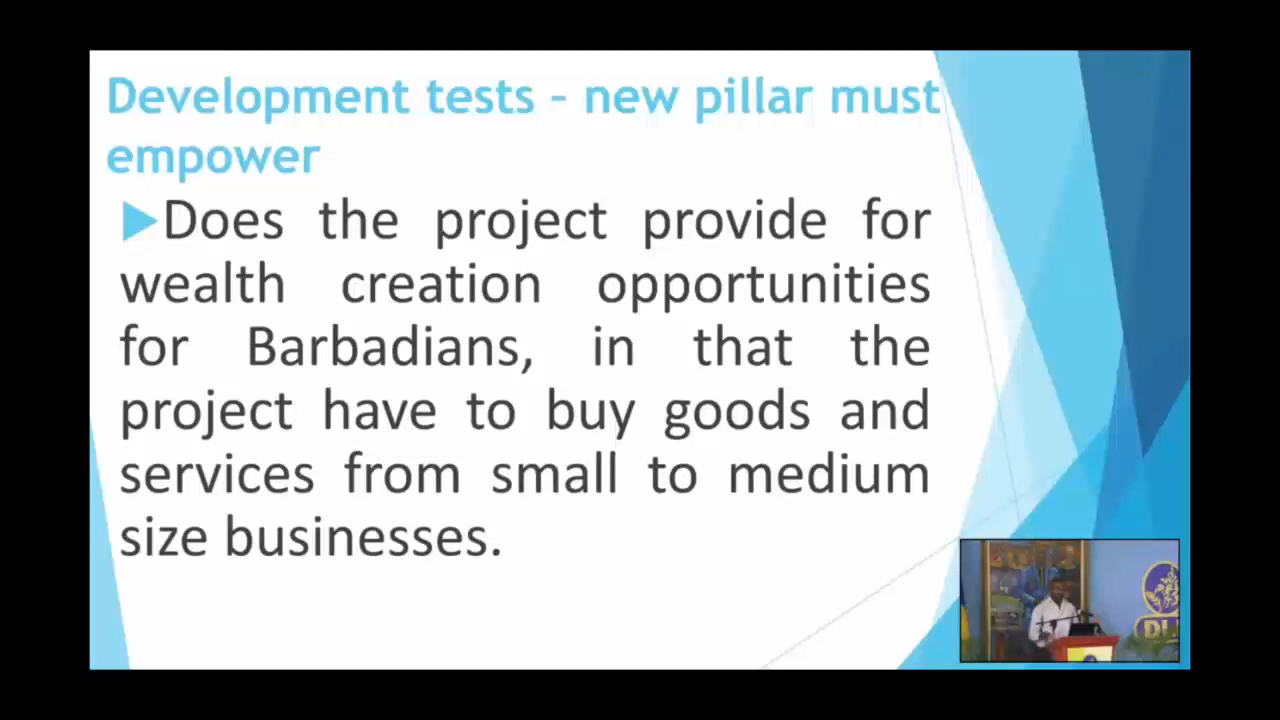 Development tests – new pillar must
empower
Does the project provide for
wealth creation opportunities
for Barbadians, in that the
project have to buy goods and
services from small to medium
size businesses.